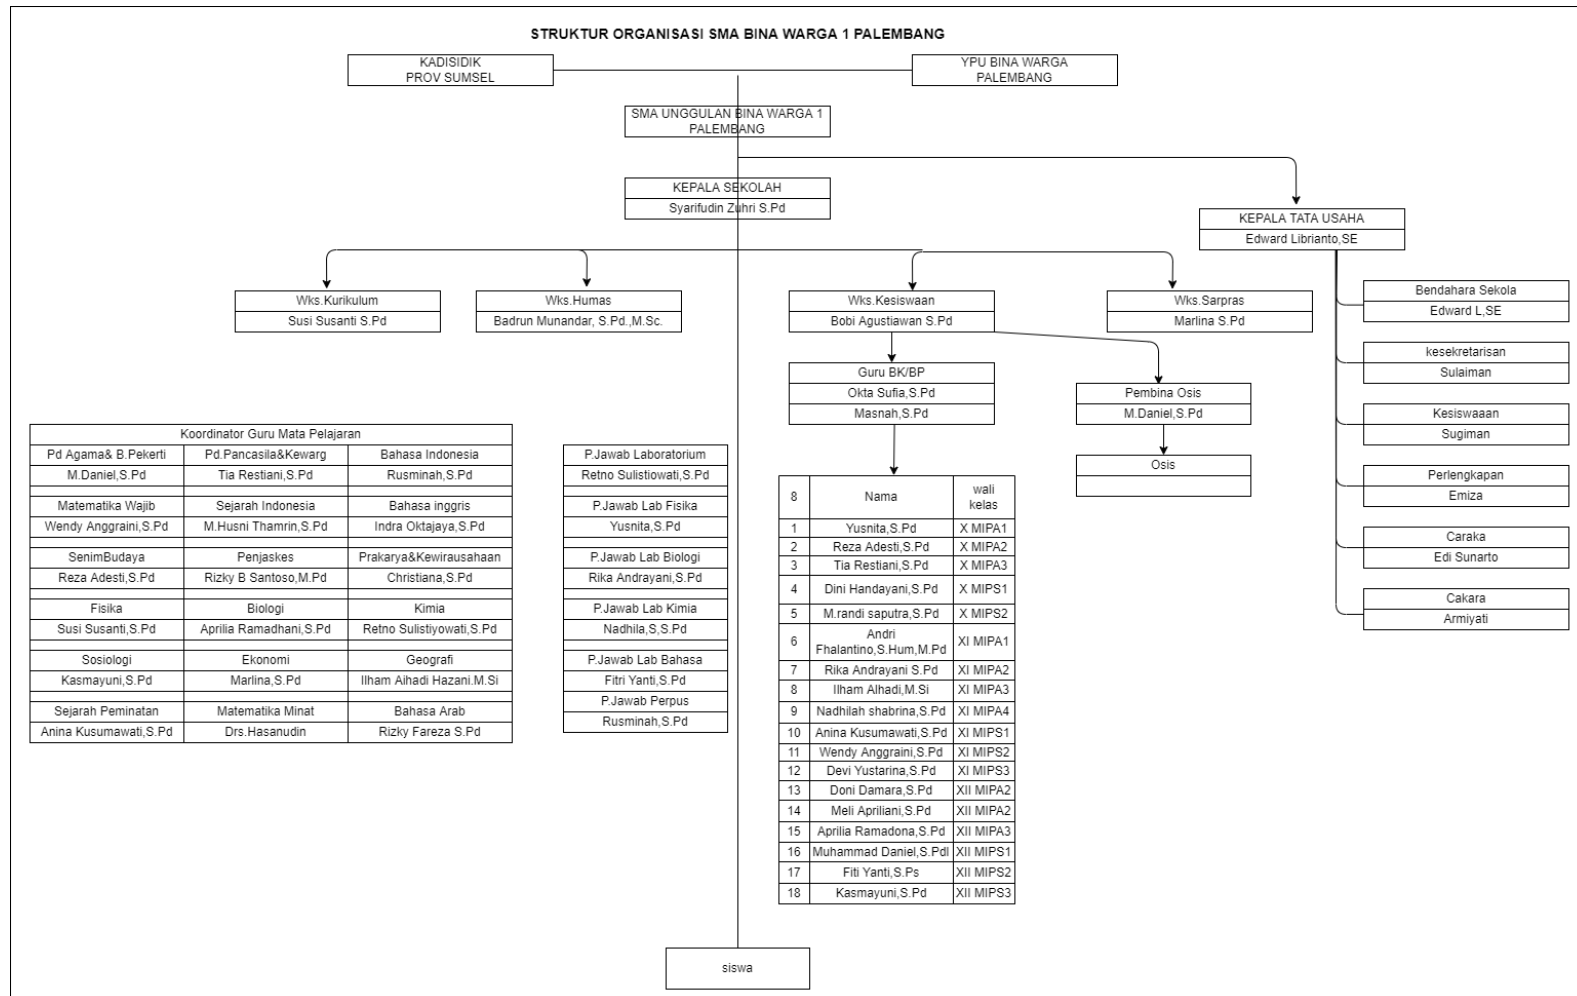 STRUKTUR ORGANISASI SMA BINA WARGA 1 PALEMBANG
KADISIDIK
PROV SUMSEL
YPU BINA WARGA
PALEMBANG
SMA UNGGULAN BINA WARGA 1
PALEMBANG
KEPALA SEKOLAH
Syarifudin Zuhri S.Pd
KEPALA TATA USAHA
Edward Librianto,SE
Wks.Kurikulum
Susi Susanti S.Pd
Wks.Humas
Badrun Munandar, S.Pd.,M.Sc.
Wks.Kesiswaan
Bobi Agustiawan S.Pd
Wks.Sarpras
Marlina S.Pd
Bendahara Sekola
Edward L,SE
kesekretarisan
Sulaiman
Kesiswaaan
Sugiman
Perlengkapan
Emiza
Caraka
Edi Sunarto
Cakara
Armiyati
Guru BK/BP
Okta Sufia,S.Pd
Masnah,S.Pd
Pembina Osis
M.Daniel,S.Pd
Osis
Koordinator Guru Mata Pelajaran
Pd Agama& B.Pekerti Pd.Pancasila&Kewarg Bahasa Indonesia
M.Daniel,S.Pd Tia Restiani,S.Pd Rusminah,S.Pd
Matematika Wajib Sejarah Indonesia Bahasa inggris
Wendy Anggraini,S.Pd M.Husni Thamrin,S.Pd Indra Oktajaya,S.Pd
SenimBudaya Penjaskes Prakarya&Kewirausahaan
Reza Adesti,S.Pd Rizky B Santoso,M.Pd Christiana,S.Pd
Fisika Biologi Kimia
Susi Susanti,S.Pd Aprilia Ramadhani,S.Pd Retno Sulistiyowati,S.Pd
Sosiologi Ekonomi Geografi
Kasmayuni,S.Pd Marlina,S.Pd Ilham Aihadi Hazani.M.Si
Sejarah Peminatan Matematika Minat Bahasa Arab
Anina Kusumawati,S.Pd Drs.Hasanudin Rizky Fareza S.Pd
P.Jawab Laboratorium
Retno Sulistiowati,S.Pd
P.Jawab Lab Fisika
Yusnita,S.Pd
P.Jawab Lab Biologi
Rika Andrayani,S.Pd
P.Jawab Lab Kimia
Nadhila,S,S.Pd
P.Jawab Lab Bahasa
Fitri Yanti,S.Pd
P.Jawab Perpus
Rusminah,S.Pd
8 Nama wali
kelas
1 Yusnita,S.Pd X MIPA1
2 Reza Adesti,S.Pd X MIPA2
3 Tia Restiani,S.Pd X MIPA3
4 Dini Handayani,S.Pd X MIPS1
5 M.randi saputra,S.Pd X MIPS2
6 Andri
Fhalantino,S.Hum,M.Pd XI MIPA1
7 Rika Andrayani S.Pd XI MIPA2
8 Ilham Alhadi,M.Si XI MIPA3
9 Nadhilah shabrina,S.Pd XI MIPA4
10 Anina Kusumawati,S.Pd XI MIPS1
11 Wendy Anggraini,S.Pd XI MIPS2
12 Devi Yustarina,S.Pd XI MIPS3
13 Doni Damara,S.Pd XII MIPA2
14 Meli Apriliani,S.Pd XII MIPA2
15 Aprilia Ramadona,S.Pd XII MIPA3
16 Muhammad Daniel,S.PdI XII MIPS1
17 Fiti Yanti,S.Ps XII MIPS2
18 Kasmayuni,S.Pd XII MIPS3
siswa